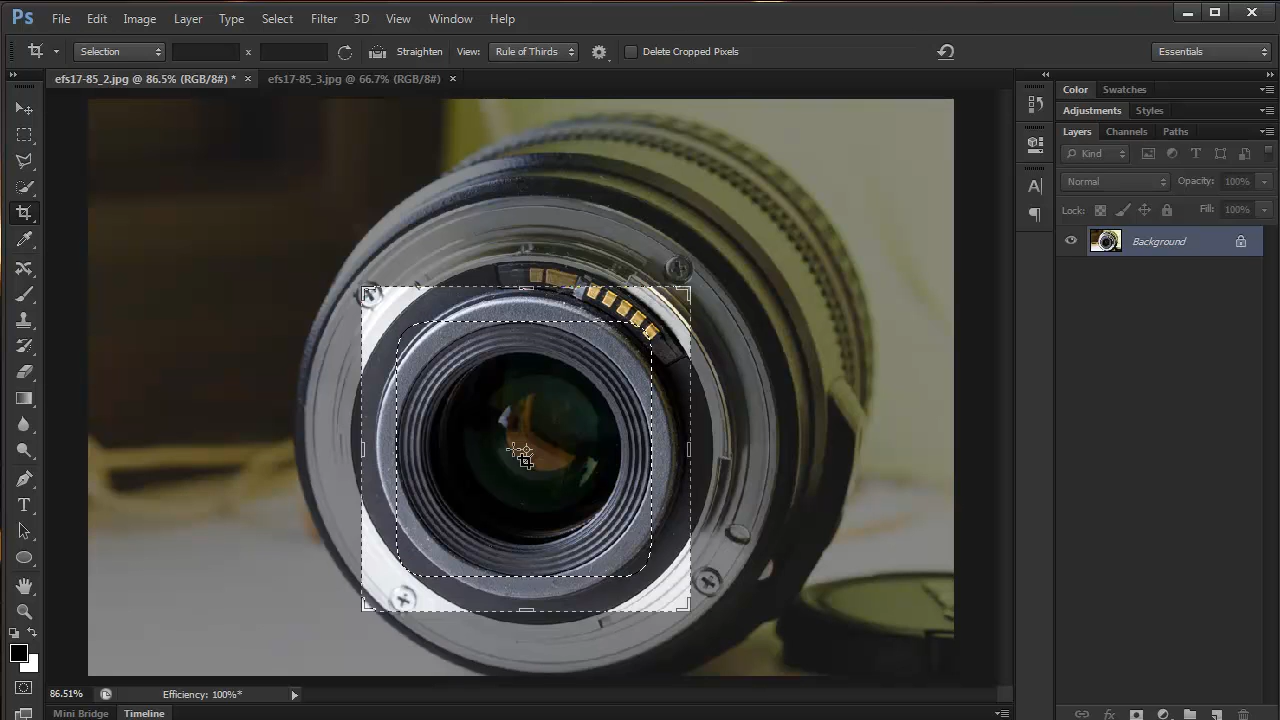 Ps File Edit Image Layer Type Select Filter 3D View Window Help
Selection x Straighten View: Rule of Thirds Delete Cropped Pixels Essentials
efs17-85_2.jpg @ 86.5% (RGB/8#) * × efs17-85_3.jpg @ 66.7% (RGB/8#) ×
Color Swatches
Adjustments Styles
Layers Channels Paths
Kind
Normal Opacity: 100%
Lock: Fill: 100%
Background
86.51% Efficiency: 100%*
Mini Bridge Timeline